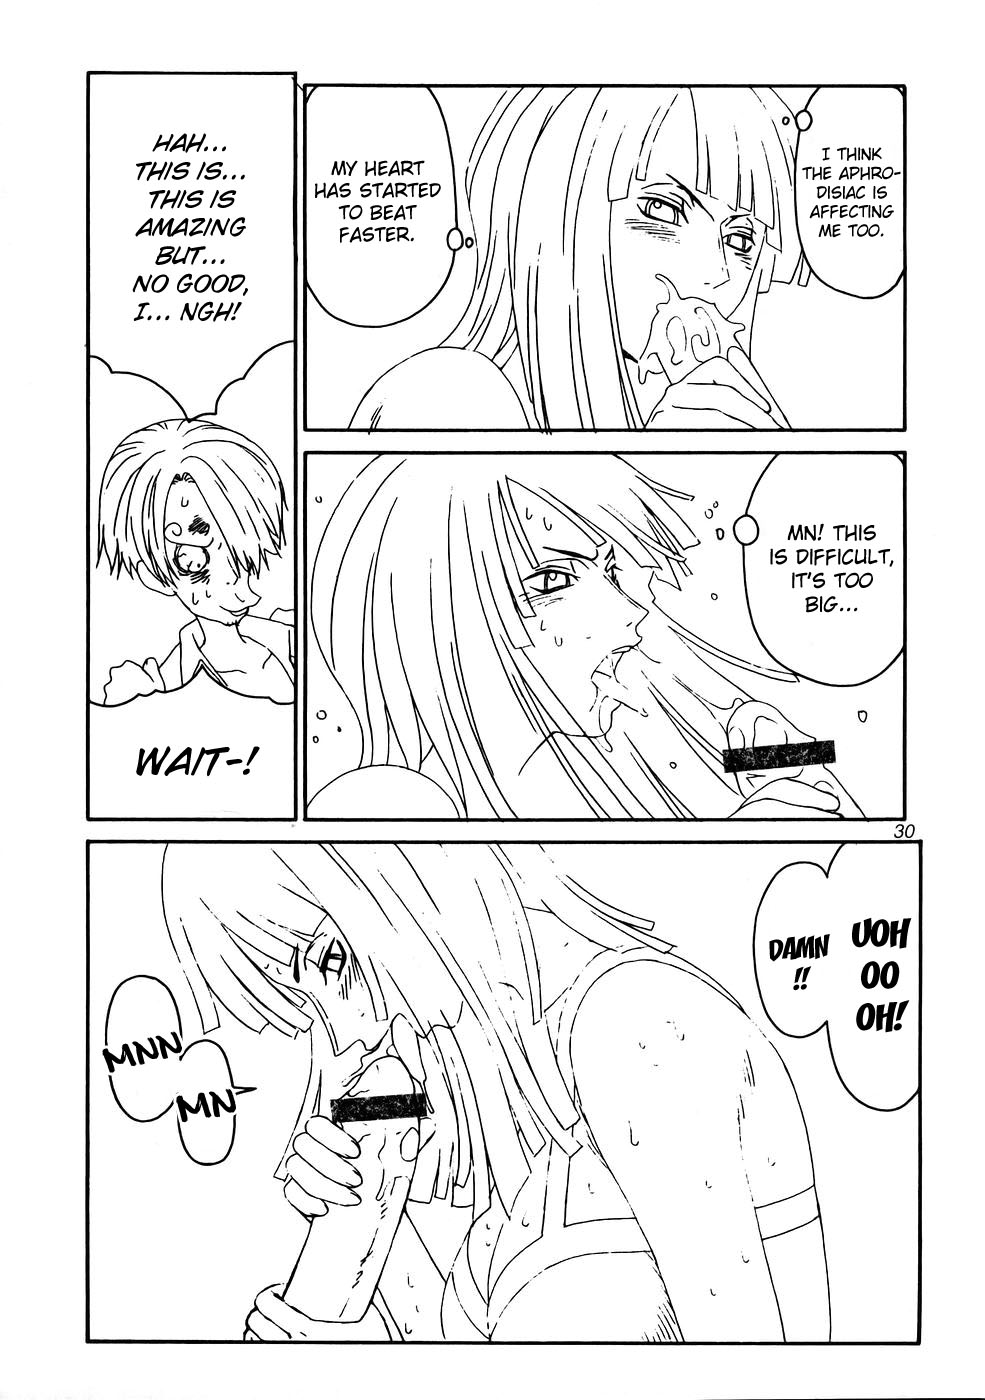 I THINK
THE APHRO-
DISIAC IS
AFFECTING
ME TOO.
MY HEART
HAS STARTED
TO BEAT
FASTER.
MN! THIS
IS DIFFICULT,
IT'S TOO
BIG...
HAH...
THIS IS...
THIS IS
AMAZING
BUT...
NO GOOD,
I... NGH!
WAIT-!
30
UOH
OO
OH!
DAMN
!!
MNN
MN